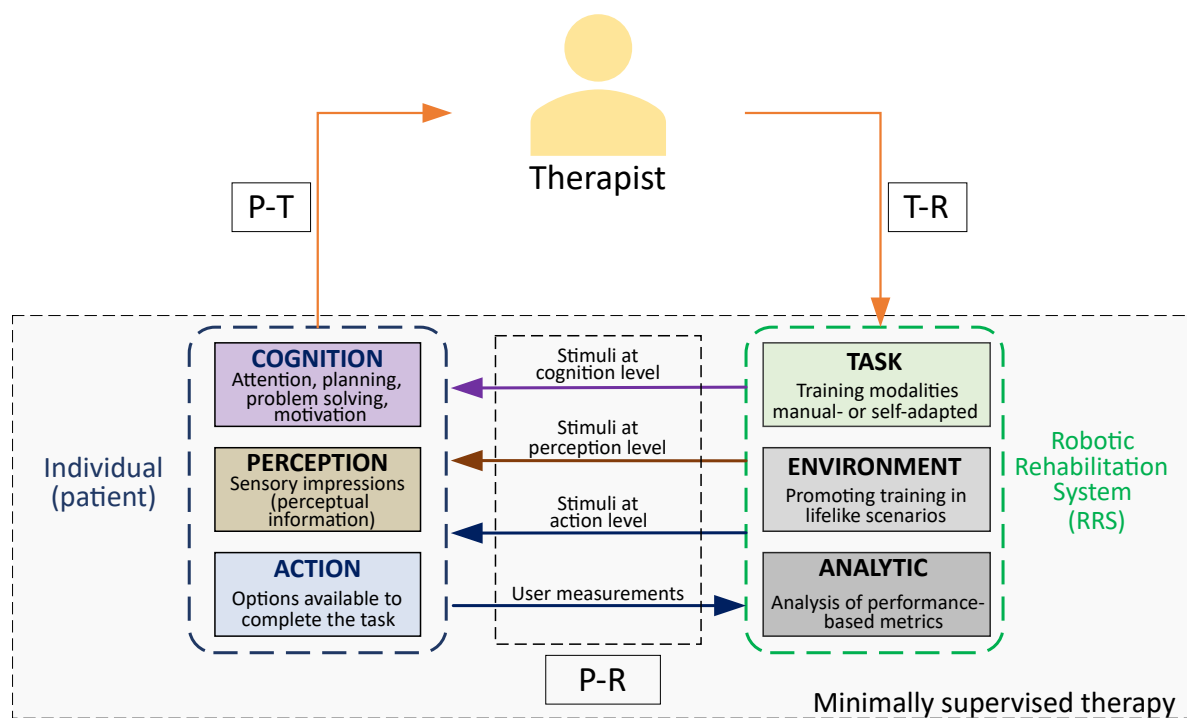 Therapist
P-T
T-R
COGNITION
Attention, planning,
problem solving,
motivation
PERCEPTION
Sensory impressions
(perceptual
information)
ACTION
Options available to
complete the task
Individual
(patient)
Stimuli at
cognition level
Stimuli at
perception level
Stimuli at
action level
User measurements
P-R
TASK
Training modalities
manual- or self-adapted
ENVIRONMENT
Promoting training in
lifelike scenarios
ANALYTIC
Analysis of performance-
based metrics
Robotic
Rehabilitation
System
(RRS)
Minimally supervised therapy